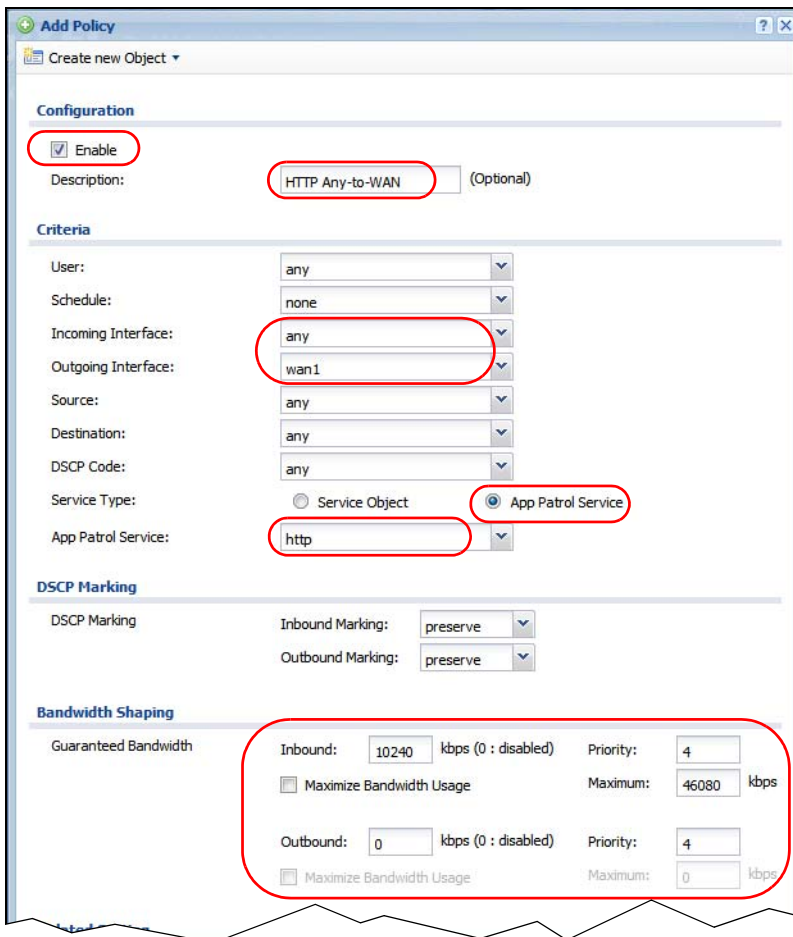 Add Policy
Create new Object
Configuration
Enable
Description: HTTP Any-to-WAN (Optional)
Criteria
User: any
Schedule: none
Incoming Interface: any
Outgoing Interface: wan1
Source: any
Destination: any
DSCP Code: any
Service Type: Service Object App Patrol Service
App Patrol Service: http
DSCP Marking
DSCP Marking Inbound Marking: preserve
Outbound Marking: preserve
Bandwidth Shaping
Guaranteed Bandwidth Inbound: 10240 kbps (0 : disabled) Priority: 4
Maximize Bandwidth Usage Maximum: 46080 kbps
Outbound: 0 kbps (0 : disabled) Priority: 4
Maximize Bandwidth Usage Maximum: 0 kbps